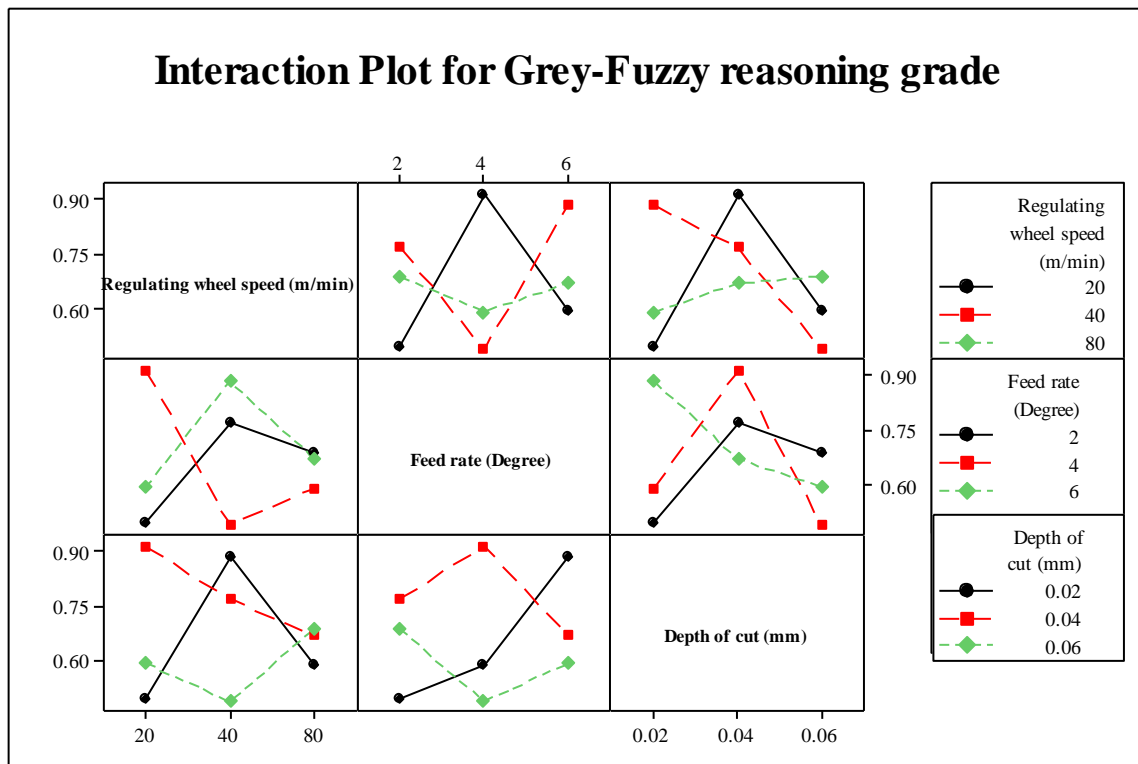 Interaction Plot for Grey-Fuzzy reasoning grade
2 4 6
0.90
0.75
0.60
Regulating wheel speed (m/min)
Regulating
wheel speed
(m/min)
20
40
80
Feed rate (Degree)
0.90
0.75
0.60
Feed rate
(Degree)
2
4
6
0.90
0.75
0.60
Depth of cut (mm)
Depth of
cut (mm)
0.02
0.04
0.06
20 40 80 0.02 0.04 0.06